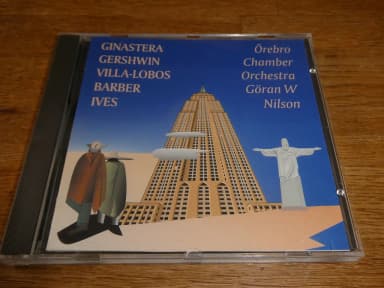 GINASTERA
GERSHWIN
VILLA-LOBOS
BARBER
IVES
Örebro
Chamber
Orchestra
Göran W
Nilson